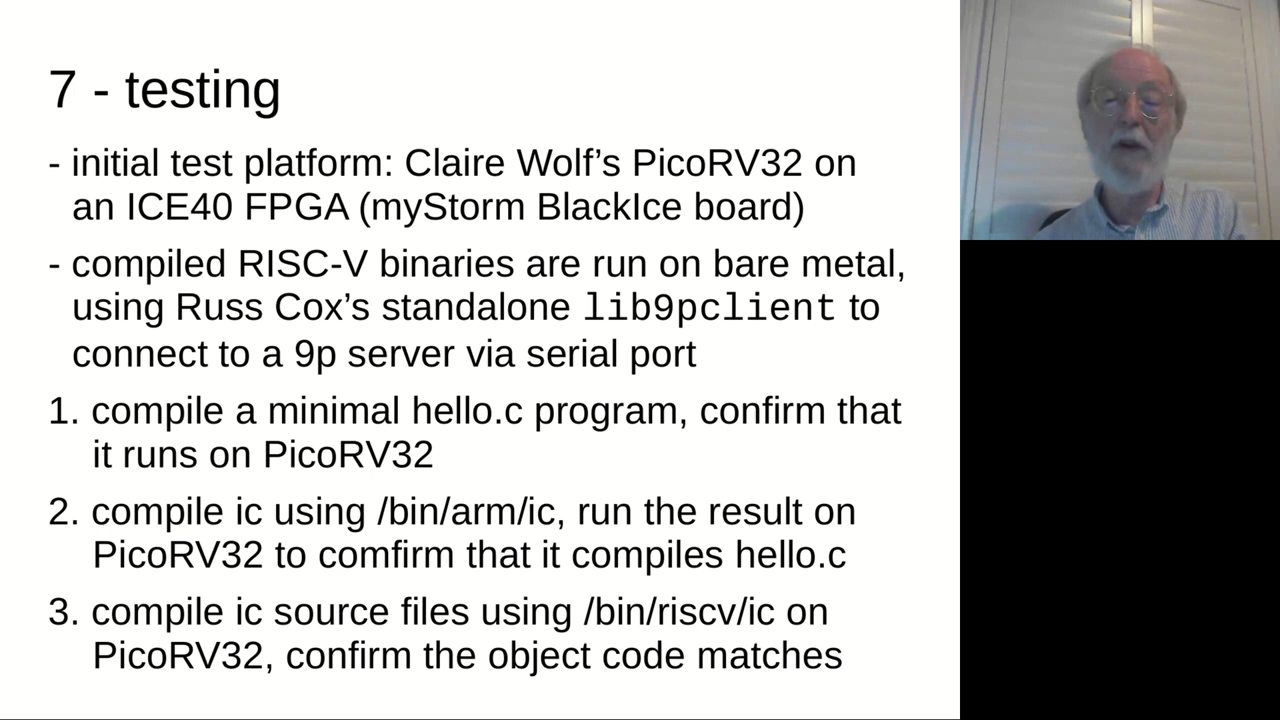 7 - testing
- initial test platform: Claire Wolf’s PicoRV32 on
an ICE40 FPGA (myStorm BlackIce board)
- compiled RISC-V binaries are run on bare metal,
using Russ Cox’s standalone lib9pclient to
connect to a 9p server via serial port
1. compile a minimal hello.c program, confirm that
it runs on PicoRV32
2. compile ic using /bin/arm/ic, run the result on
PicoRV32 to comfirm that it compiles hello.c
3. compile ic source files using /bin/riscv/ic on
PicoRV32, confirm the object code matches